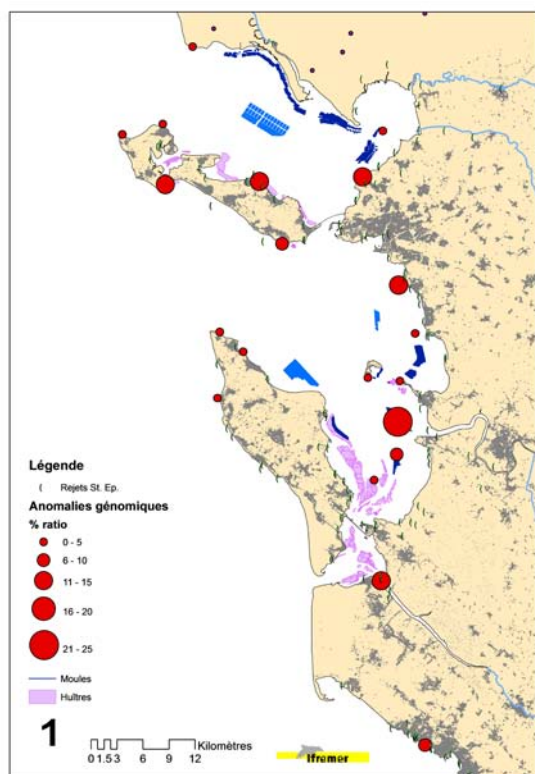 Légende
Rejets St. Ep.
Anomalies génomiques
% ratio
0 - 5
6 - 10
11 - 15
16 - 20
21 - 25
Moules
Huîtres
1
Kilomètres
0 1.5 3 6 9 12
Ifremer